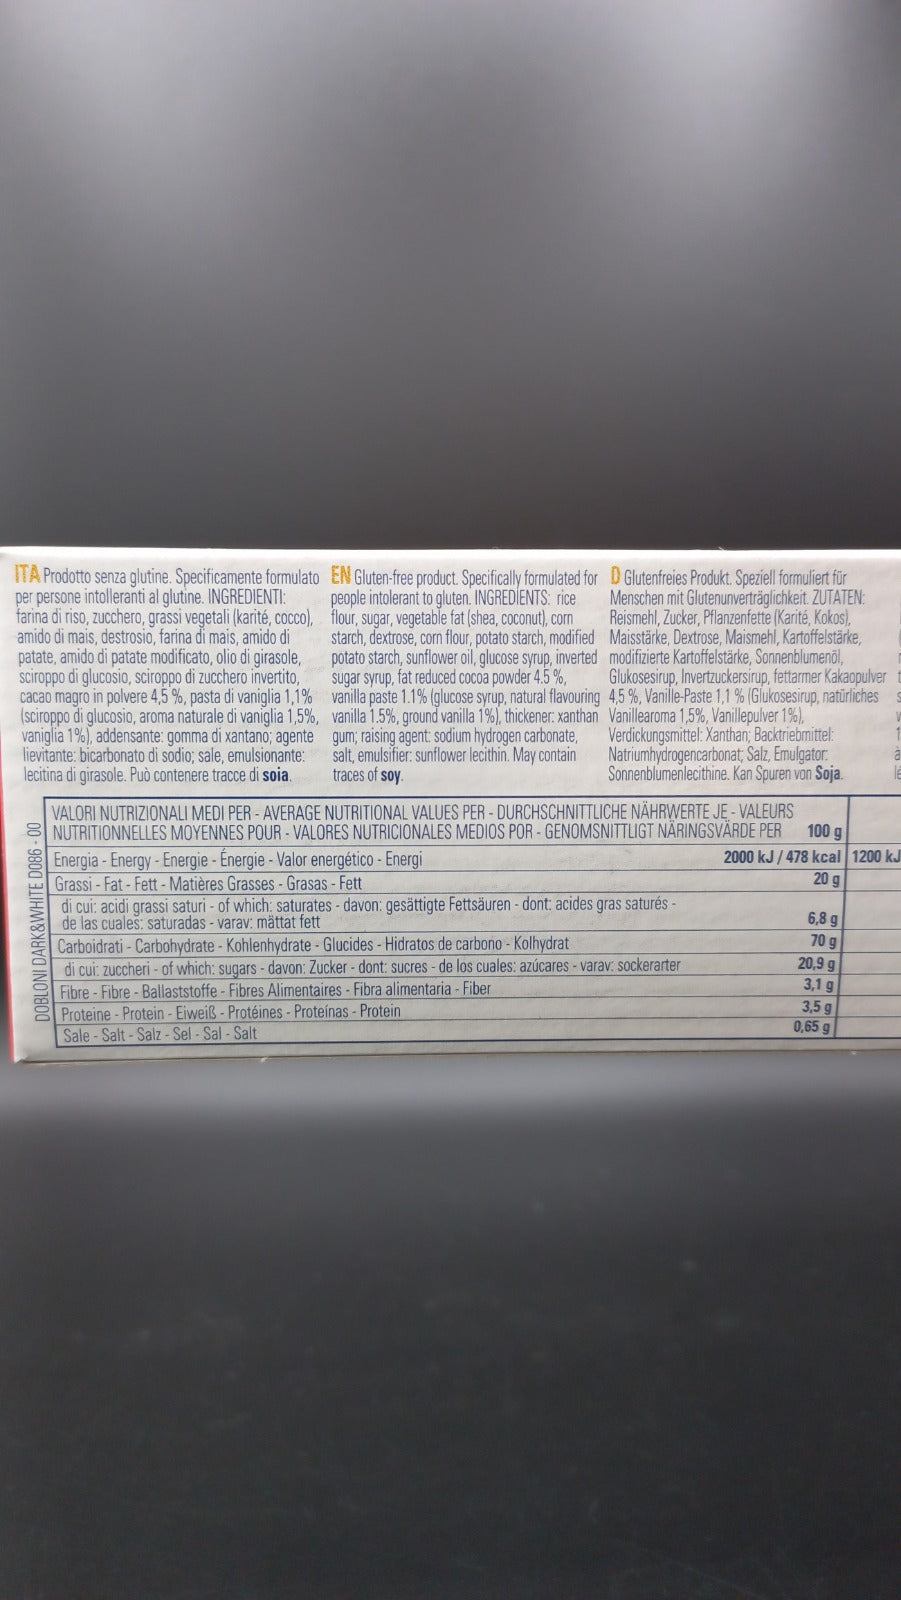 ITA Prodotto senza glutine. Specificamente formulato
per persone intolleranti al glutine. INGREDIENTI:
farina di riso, zucchero, grassi vegetali (karité, cocco),
amido di mais, destrosio, farina di mais, amido di
patate, amido di patate modificato, olio di girasole,
sciroppo di glucosio, sciroppo di zucchero invertito,
cacao magro in polvere 4,5 %, pasta di vaniglia 1,1%
(sciroppo di glucosio, aroma naturale di vaniglia 1,5%,
vaniglia 1%), addensante: gomma di xantano; agente
lievitante: bicarbonato di sodio; sale, emulsionante:
lecitina di girasole. Può contenere tracce di soia.
EN Gluten-free product. Specifically formulated for
people intolerant to gluten. INGREDIENTS: rice
flour, sugar, vegetable fat (shea, coconut), corn
starch, dextrose, corn flour, potato starch, modified
potato starch, sunflower oil, glucose syrup, inverted
sugar syrup, fat reduced cocoa powder 4.5 %,
vanilla paste 1.1% (glucose syrup, natural flavouring
vanilla 1.5%, ground vanilla 1%), thickener: xanthan
gum; raising agent: sodium hydrogen carbonate,
salt, emulsifier: sunflower lecithin. May contain
traces of soy.
D Glutenfreies Produkt. Speziell formuliert für
Menschen mit Glutenunverträglichkeit. ZUTATEN:
Reismehl, Zucker, Pflanzenfette (Karité, Kokos),
Maisstärke, Dextrose, Maismehl, Kartoffelstärke,
modifizierte Kartoffelstärke, Sonnenblumenöl,
Glukosesirup, Invertzuckersirup, fettarmer Kakaopulver
4,5 %, Vanille-Paste 1,1 % (Glukosesirup, natürliches
Vanillearoma 1,5%, Vanillepulver 1%),
Verdickungsmittel: Xanthan; Backtriebmittel:
Natriumhydrogencarbonat; Salz, Emulgator:
Sonnenblumenlecithine. Kan Spuren von Soja.
DOBLONI DARK&WHITE D086 - 00
VALORI NUTRIZIONALI MEDI PER - AVERAGE NUTRITIONAL VALUES PER - DURCHSCHNITTLICHE NÄHRWERTE JE - VALEURS
NUTRITIONNELLES MOYENNES POUR - VALORES NUTRICIONALES MEDIOS POR - GENOMSNITTLIGT NÄRINGSVÄRDE PER 100 g
Energia - Energy - Energie - Énergie - Valor energético - Energi 2000 kJ / 478 kcal 1200 kJ
Grassi - Fat - Fett - Matières Grasses - Grasas - Fett 20 g
di cui: acidi grassi saturi - of which: saturates - davon: gesättigte Fettsäuren - dont: acides gras saturés -
de las cuales: saturadas - varav: mättat fett 6,8 g
Carboidrati - Carbohydrate - Kohlenhydrate - Glucides - Hidratos de carbono - Kolhydrat 70 g
di cui: zuccheri - of which: sugars - davon: Zucker - dont: sucres - de los cuales: azúcares - varav: sockerarter 20,9 g
Fibre - Fibre - Ballaststoffe - Fibres Alimentaires - Fibra alimentaria - Fiber 3,1 g
Proteine - Protein - Eiweiß - Protéines - Proteínas - Protein 3,5 g
Sale - Salt - Salz - Sel - Sal - Salt 0,65 g